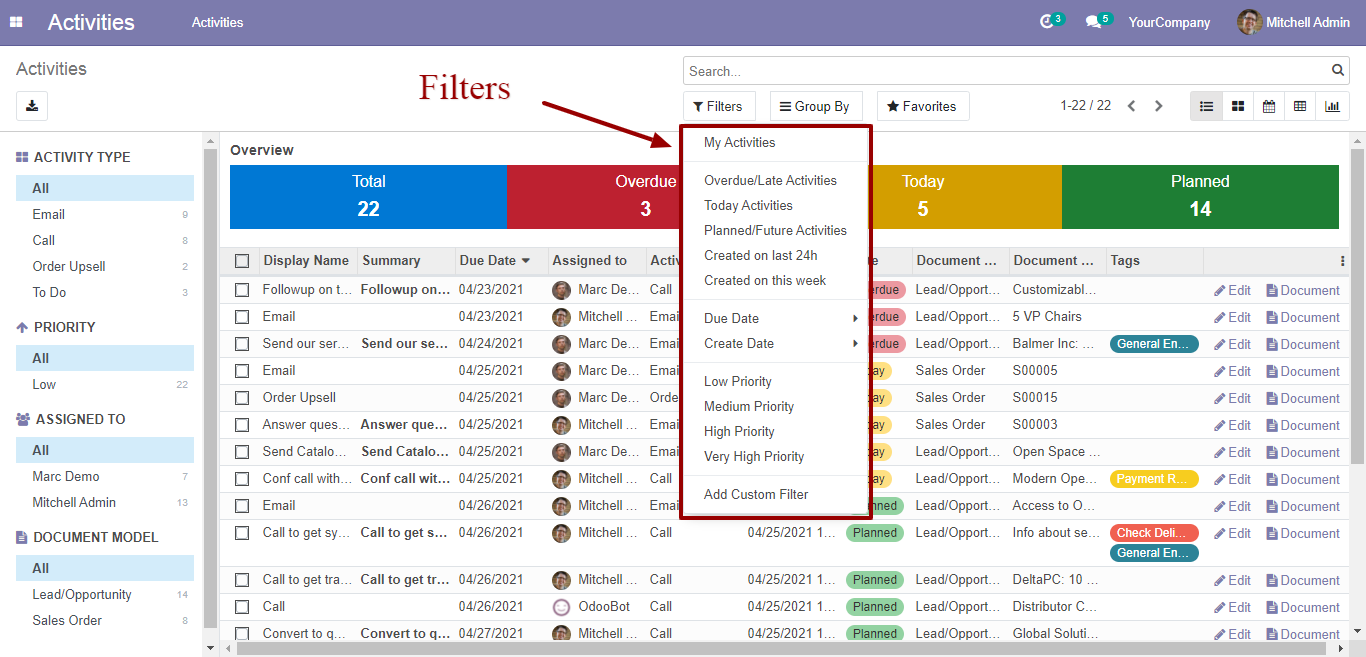 Activities Activities 3 5 YourCompany Mitchell Admin
Activities
Filters
Search...
Filters Group By Favorites 1-22 / 22
ACTIVITY TYPE
All
Email 9
Call 8
Order Upsell 2
To Do 3
PRIORITY
All
Low 22
ASSIGNED TO
All
Marc Demo 7
Mitchell Admin 13
DOCUMENT MODEL
All
Lead/Opportunity 14
Sales Order 8
Overview
Total Overdue Today Planned
22 3 5 14
My Activities
Overdue/Late Activities
Today Activities
Planned/Future Activities
Created on last 24h
Created on this week
Due Date
Create Date
Low Priority
Medium Priority
High Priority
Very High Priority
Add Custom Filter
Display Name Summary Due Date Assigned to Activ Document ... Document ... Tags
Followup on t... Followup on... 04/23/2021 Marc De... Call Lead/Opport... Customizabl... Edit Document
Email 04/23/2021 Mitchell ... Emai Lead/Opport... 5 VP Chairs Edit Document
Send our ser... Send our se... 04/24/2021 Marc De... Emai Lead/Opport... Balmer Inc: ... General En... Edit Document
Email 04/25/2021 Marc De... Emai Sales Order S00005 Edit Document
Order Upsell 04/25/2021 Marc De... Orde Sales Order S00015 Edit Document
Answer ques... Answer que... 04/25/2021 Mitchell ... Emai Sales Order S00003 Edit Document
Send Catalo... Send Catalo... 04/25/2021 Marc De... Emai Lead/Opport... Open Space ... Edit Document
Conf call with... Conf call wit... 04/25/2021 Mitchell ... Call Lead/Opport... Modern Ope... Payment R... Edit Document
Email 04/26/2021 Mitchell ... Emai Lead/Opport... Access to O... Edit Document
Call to get sy... Call to get s... 04/26/2021 Mitchell ... Call 04/25/2021 1... Planned Lead/Opport... Info about se... Check Deli... Edit Document
General En...
Call to get tra... Call to get tr... 04/26/2021 Mitchell ... Call 04/25/2021 1... Planned Lead/Opport... DeltaPC: 10 ... Edit Document
Call 04/26/2021 OdooBot Call 04/25/2021 1... Planned Lead/Opport... Distributor C... Edit Document
Convert to q... Convert to q... 04/27/2021 Mitchell ... Call 04/25/2021 1... Planned Lead/Opport... Global Soluti... Edit Document